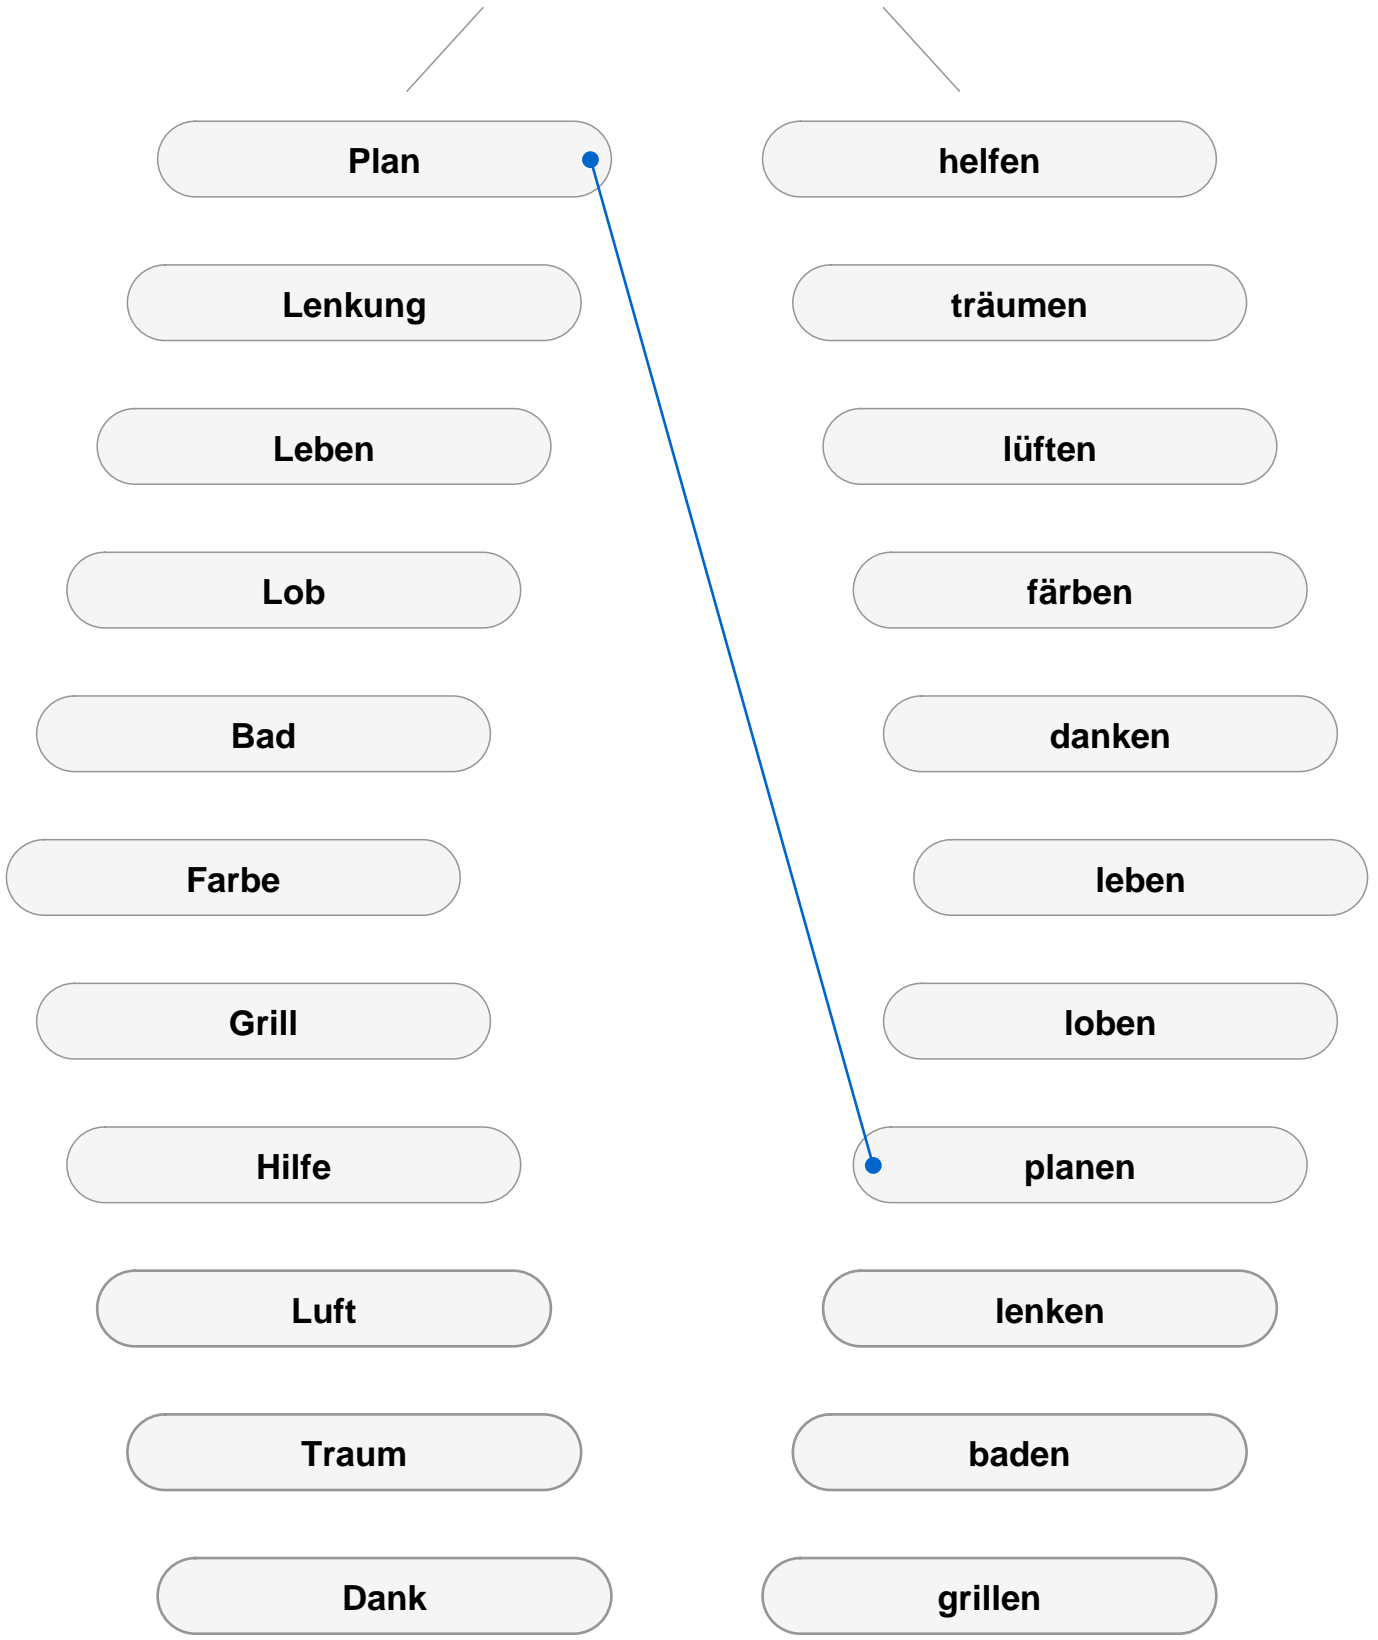 Plan
helfen
Lenkung
träumen
Leben
lüften
Lob
färben
Bad
danken
Farbe
leben
Grill
loben
Hilfe
planen
Luft
lenken
Traum
baden
Dank
grillen